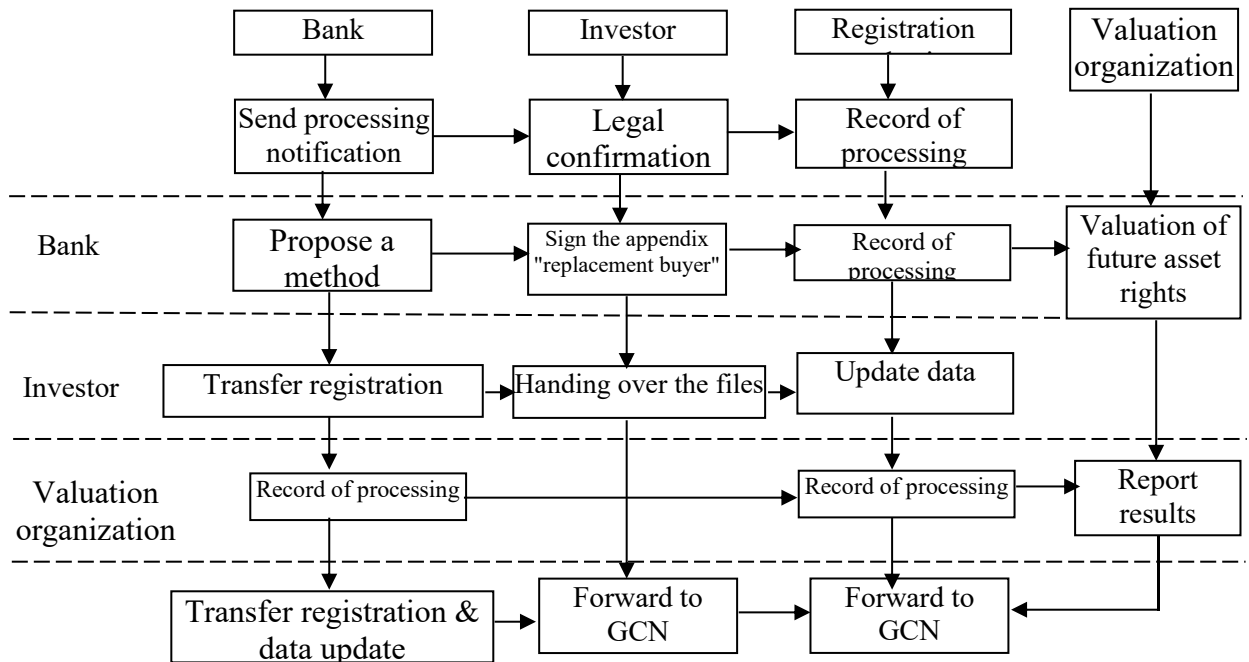 Bank
Investor
Registration
Valuation
organization
Send processing
notification
Legal
confirmation
Record of
processing
Bank
Propose a
method
Sign the appendix
"replacement buyer"
Record of
processing
Valuation of
future asset
rights
Investor
Transfer registration
Handing over the files
Update data
Valuation
organization
Record of processing
Record of processing
Report
results
Transfer registration &
data update
Forward to
GCN
Forward to
GCN